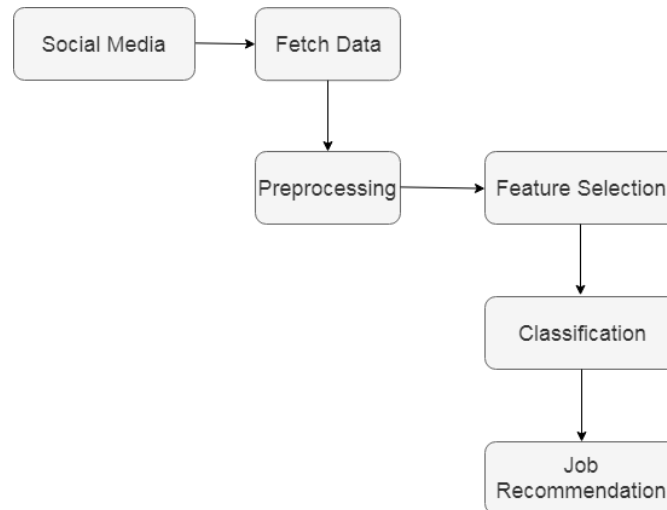 Social Media
Fetch Data
Preprocessing
Feature Selection
Classification
Job
Recommendation